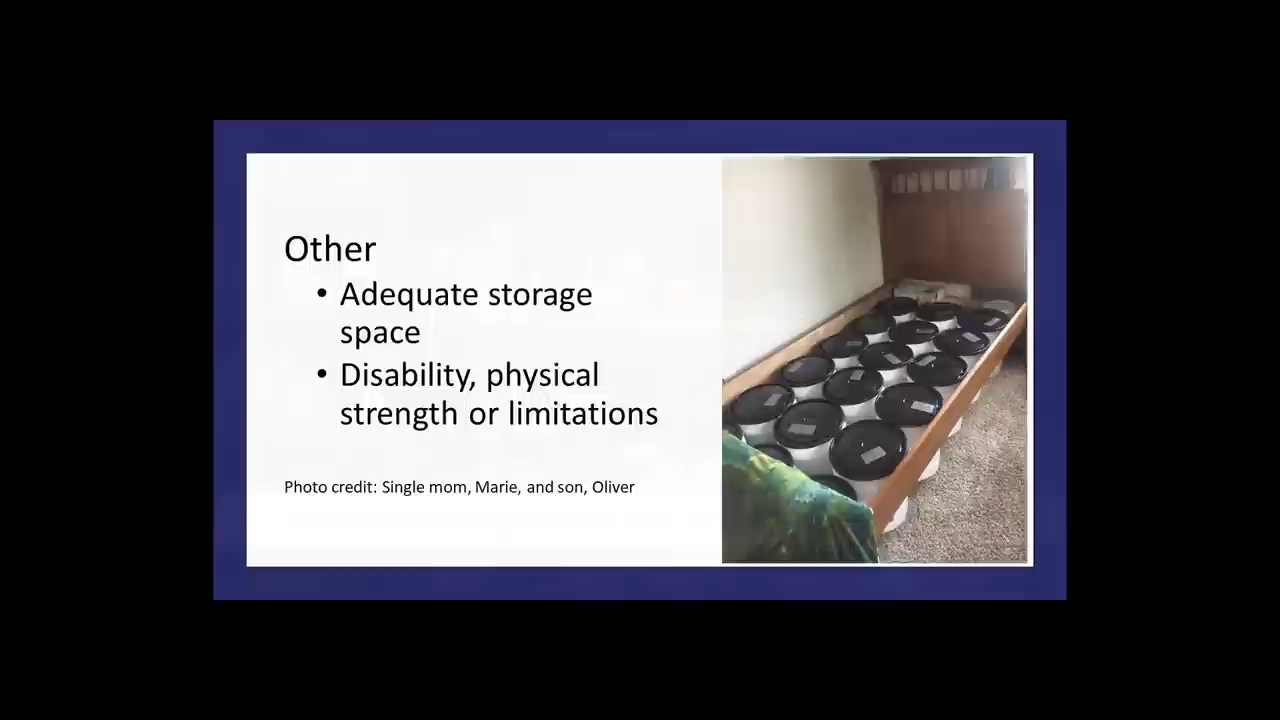 Other
• Adequate storage
space
• Disability, physical
strength or limitations
Photo credit: Single mom, Marie, and son, Oliver